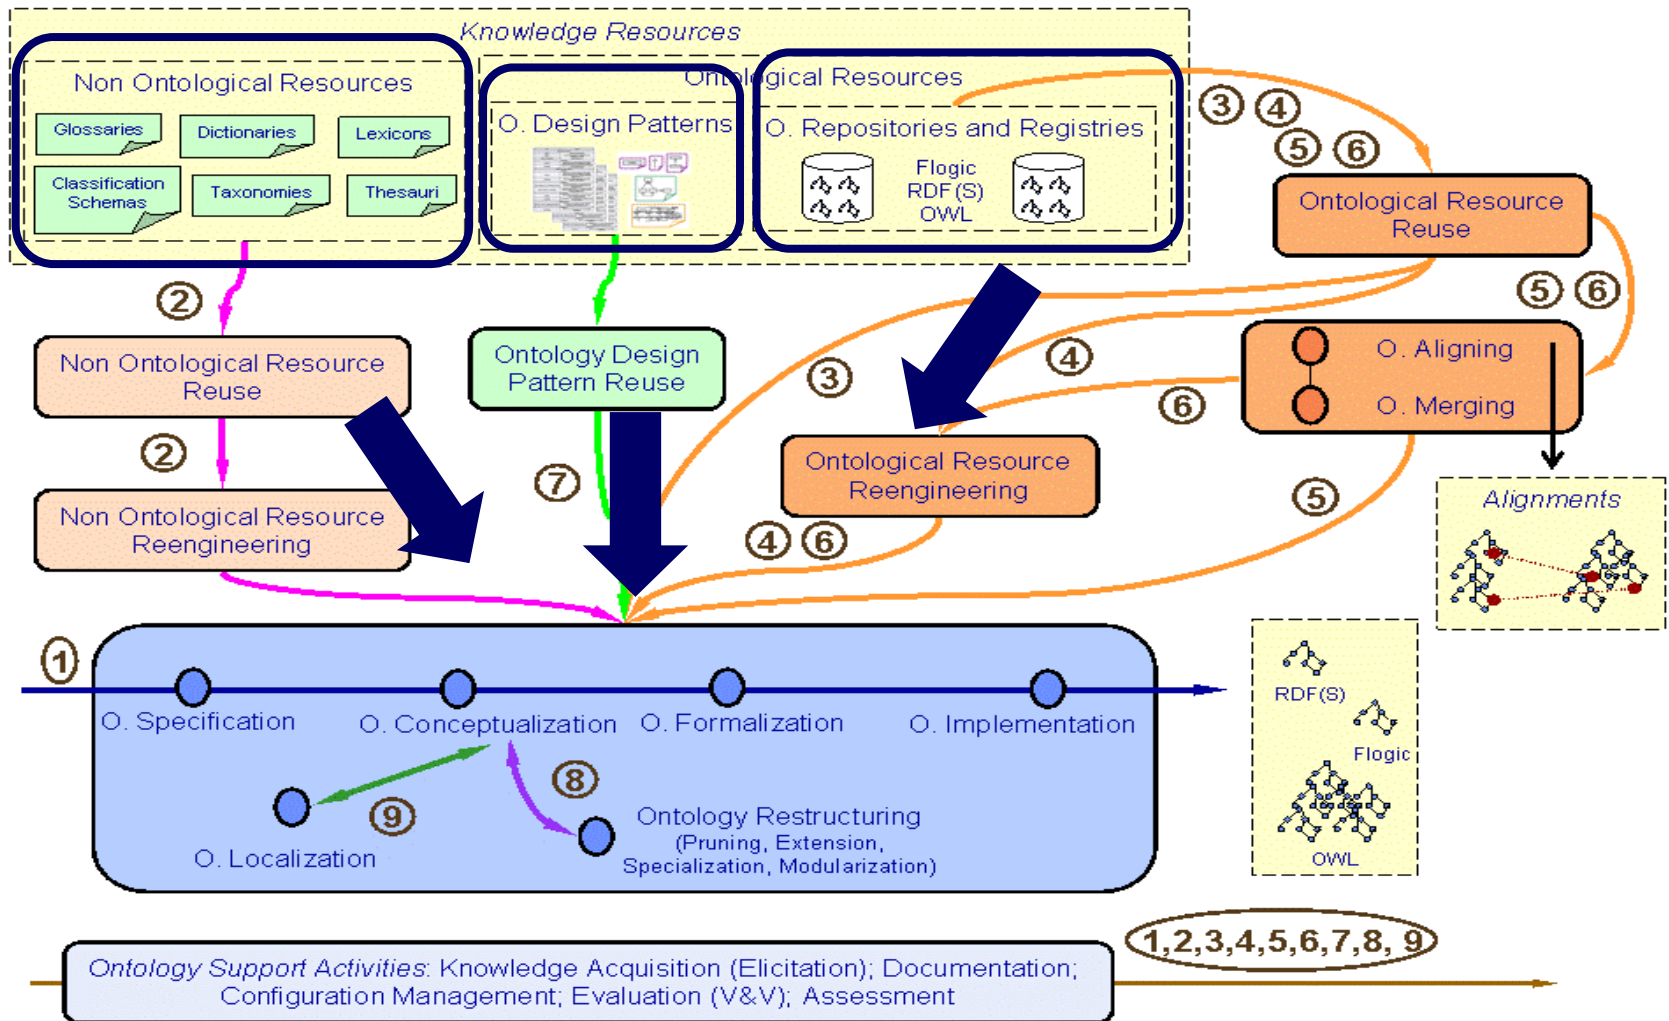 Knowledge Resources
Non Ontological Resources
Glossaries
Dictionaries
Lexicons
Classification
Schemas
Taxonomies
Thesauri
Ontological Resources
O. Design Patterns
O. Repositories and Registries
Flogic
RDF(S)
OWL
3
4
5
6
Ontological Resource
Reuse
2
Non Ontological Resource
Reuse
Ontology Design
Pattern Reuse
3
4
5
6
O. Aligning
O. Merging
6
2
Non Ontological Resource
Reengineering
7
Ontological Resource
Reengineering
4
6
5
Alignments
1
O. Specification
O. Conceptualization
O. Formalization
O. Implementation
9
8
O. Localization
Ontology Restructuring
(Pruning, Extension,
Specialization, Modularization)
RDF(S)
Flogic
OWL
1,2,3,4,5,6,7,8, 9
Ontology Support Activities: Knowledge Acquisition (Elicitation); Documentation;
Configuration Management; Evaluation (V&V); Assessment